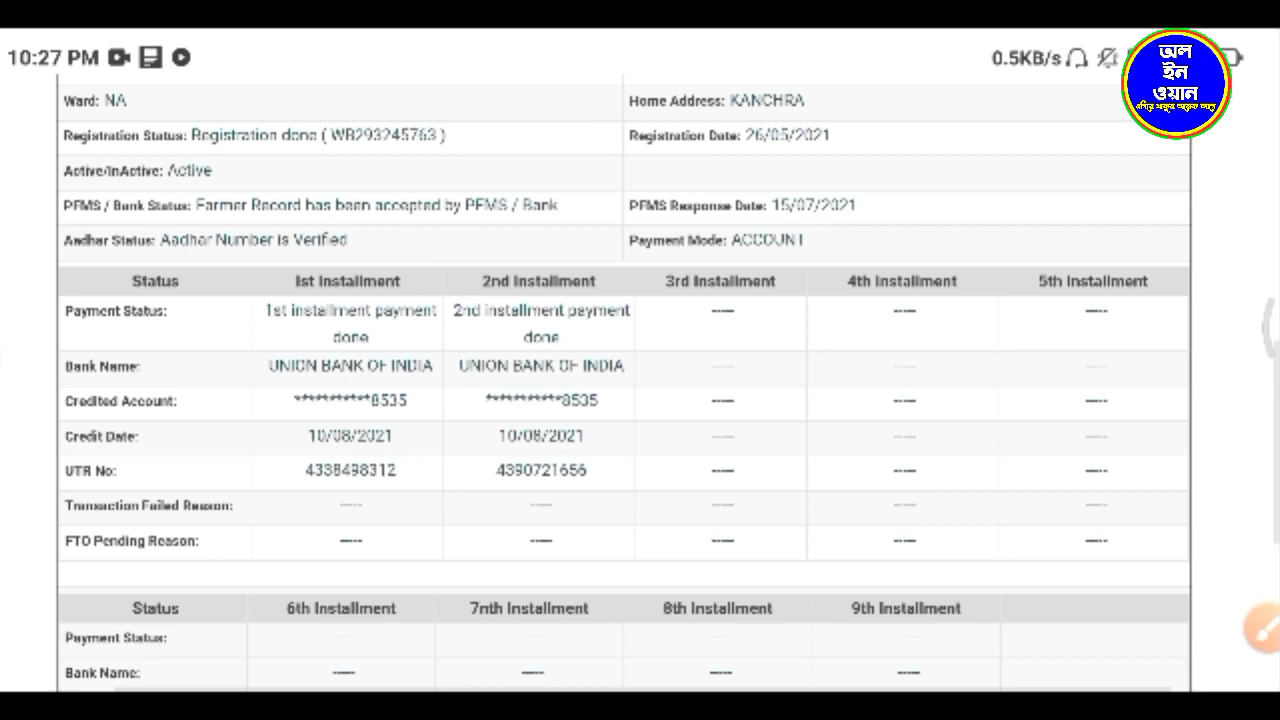 10:27 PM
0.5KB/s
অল
ইন
ওয়ান
Ward: NA
Home Address: KANCHRA
Registration Status: Registration done ( WB293245763 )
Registration Date: 26/05/2021
Active/InActive: Active
PFMS / Bank Status: Farmer Record has been accepted by PFMS / Bank
PFMS Response Date: 15/07/2021
Aadhar Status: Aadhar Number is Verified
Payment Mode: ACCOUNT
Status 1st Installment 2nd Installment 3rd Installment 4th Installment 5th Installment
Payment Status: 1st installment payment done 2nd installment payment done ----- ----- -----
Bank Name: UNION BANK OF INDIA UNION BANK OF INDIA ----- ----- -----
Credited Account: ***********8535 ***********8535 ----- ----- -----
Credit Date: 10/08/2021 10/08/2021 ----- ----- -----
UTR No: 4338498312 4390721656 ----- ----- -----
Transaction Failed Reason: ----- ----- ----- ----- -----
FTO Pending Reason: ----- ----- ----- ----- -----
Status 6th Installment 7nth Installment 8th Installment 9th Installment
Payment Status: ----- ----- ----- -----
Bank Name: ----- ----- ----- -----